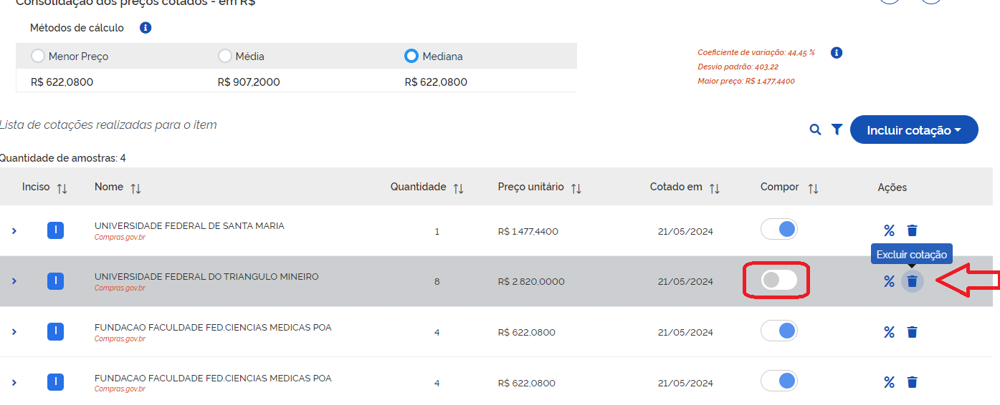 Consolidação dos preços cotados - em R$
Métodos de cálculo
Menor Preço Média Mediana
R$ 622,0800 R$ 907,2000 R$ 622,0800
Coeficiente de variação: 44,45 %
Desvio padrão: 403,22
Maior preço: R$ 1.477,4400
Lista de cotações realizadas para o item
Incluir cotação
Quantidade de amostras: 4
Inciso Nome Quantidade Preço unitário Cotado em Compor Ações
I UNIVERSIDADE FEDERAL DE SANTA MARIA 1 R$ 1.477,4400 21/05/2024 %
Compras.gov.br
Excluir cotação
I UNIVERSIDADE FEDERAL DO TRIANGULO MINEIRO 8 R$ 2.820,0000 21/05/2024 %
Compras.gov.br
I FUNDACAO FACULDADE FED.CIENCIAS MEDICAS POA 4 R$ 622,0800 21/05/2024 %
Compras.gov.br
I FUNDACAO FACULDADE FED.CIENCIAS MEDICAS POA 4 R$ 622,0800 21/05/2024 %
Compras.gov.br